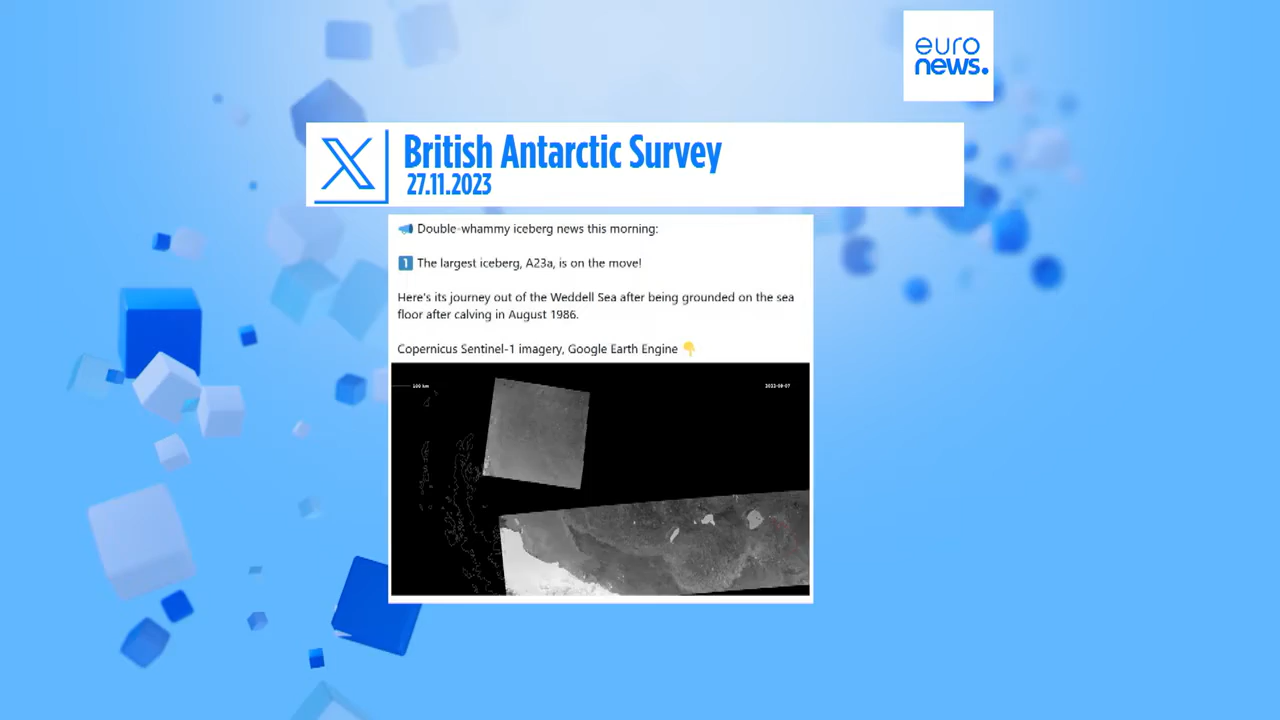 euro
news.
British Antarctic Survey
27.11.2023
📢 Double-whammy iceberg news this morning:
1️⃣ The largest iceberg, A23a, is on the move!
Here's its journey out of the Weddell Sea after being grounded on the sea
floor after calving in August 1986.
Copernicus Sentinel-1 imagery, Google Earth Engine 👇
100 km